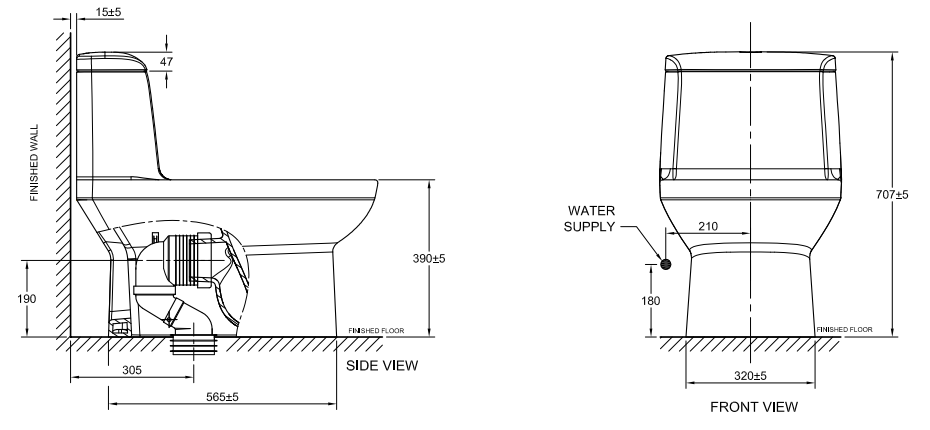 15±5
47
FINISHED WALL
390±5
190
FINISHED FLOOR
305
SIDE VIEW
565±5
707±5
WATER
SUPPLY
210
180
FINISHED FLOOR
320±5
FRONT VIEW